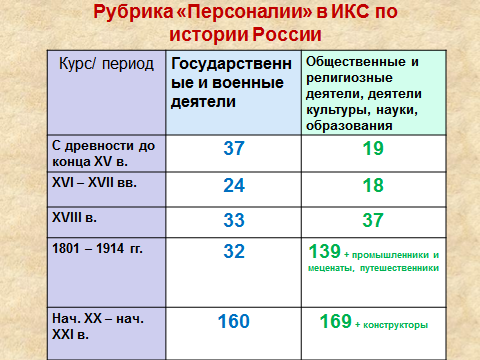 Рубрика «Персоналии» в ИКС по
истории России
Курс/ период
Государственн
ые и военные
деятели
Общественные и
религиозные
деятели, деятели
культуры, науки,
образования
С древности до
конца XV в.
37
19
XVI – XVII вв.
24
18
XVIII в.
33
37
1801 – 1914 гг.
32
139 + промышленники и
меценаты, путешественники
Нач. XX – нач.
XXI в.
160
169 + конструкторы